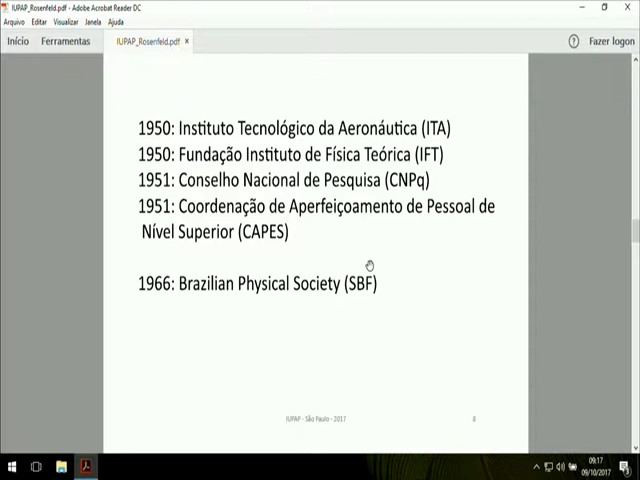 IUPAP_Rosenfeld.pdf - Adobe Acrobat Reader DC
Arquivo Editar Visualizar Janela Ajuda
Início Ferramentas IUPAP_Rosenfeld.pdf × Fazer logon
1950: Instituto Tecnológico da Aeronáutica (ITA)
1950: Fundação Instituto de Física Teórica (IFT)
1951: Conselho Nacional de Pesquisa (CNPq)
1951: Coordenação de Aperfeiçoamento de Pessoal de
Nível Superior (CAPES)
1966: Brazilian Physical Society (SBF)
IUPAP - São Paulo - 2017 8
09:17
09/10/2017